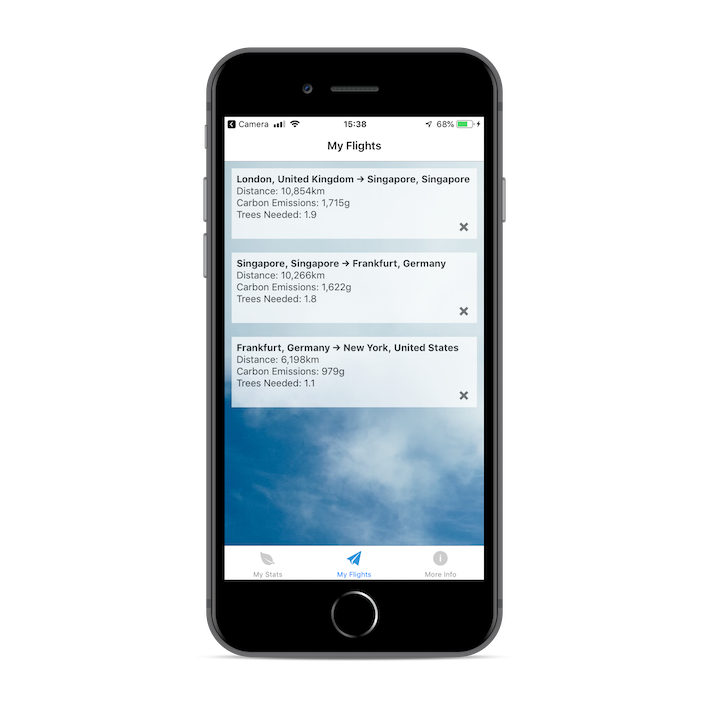 Camera 15:38 68%
My Flights
London, United Kingdom → Singapore, Singapore
Distance: 10,854km
Carbon Emissions: 1,715g
Trees Needed: 1.9
Singapore, Singapore → Frankfurt, Germany
Distance: 10,266km
Carbon Emissions: 1,622g
Trees Needed: 1.8
Frankfurt, Germany → New York, United States
Distance: 6,198km
Carbon Emissions: 979g
Trees Needed: 1.1
My Stats My Flights More Info